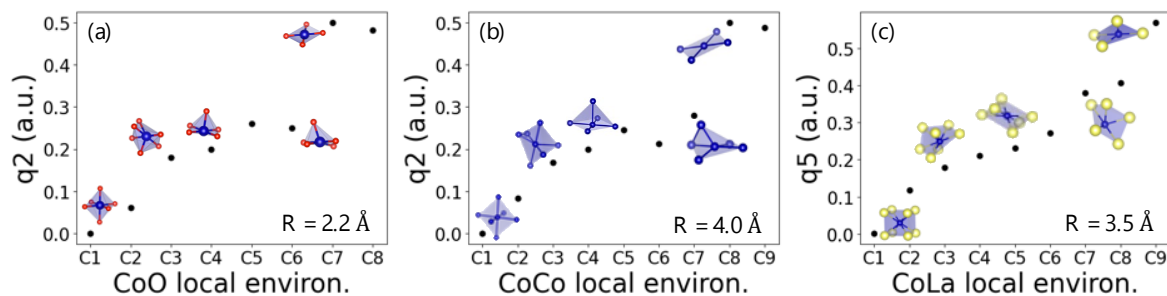 (a)
q2 (a.u.)
0.5
0.4
0.3
0.2
0.1
0.0
R = 2.2 Å
C1 C2 C3 C4 C5 C6 C7 C8
CoO local environ.
(b)
q2 (a.u.)
0.5
0.4
0.3
0.2
0.1
0.0
R = 4.0 Å
C1 C2 C3 C4 C5 C6 C7 C8 C9
CoCo local environ.
(c)
q5 (a.u.)
0.5
0.4
0.3
0.2
0.1
0.0
R = 3.5 Å
C1 C2 C3 C4 C5 C6 C7 C8 C9
CoLa local environ.